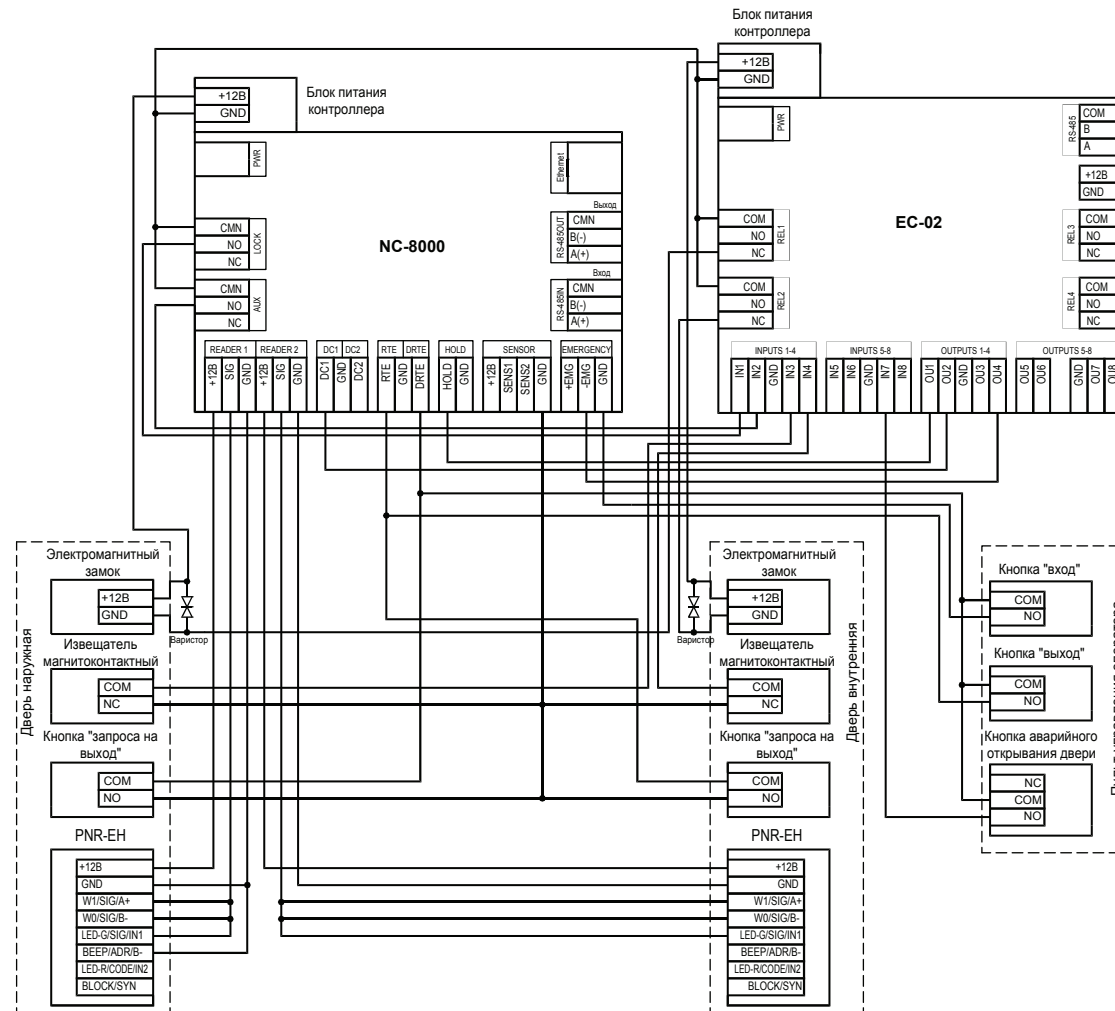 Блок питания
контроллера
+12В
GND
Блок питания
контроллера
+12В
GND
PWR
Ethernet
Выход
CMN
B(-)
A(+)
RS-485OUT
Вход
CMN
B(-)
A(+)
RS-485IN
CMN
NO
NC
LOCK
CMN
NO
NC
AUX
NC-8000
READER 1
READER 2
DC1
DC2
RTE
DRTE
HOLD
SENSOR
EMERGENCY
+12В
SIG
GND
+12В
SIG
GND
DC1
GND
DC2
RTE
GND
DRTE
HOLD
GND
+12В
SENS1
SENS2
GND
+EMG
-EMG
GND
PWR
RS-485
COM
B
A
+12В
GND
EC-02
COM
NO
NC
REL1
COM
NO
NC
REL2
REL3
COM
NO
NC
REL4
COM
NO
NC
INPUTS 1-4
INPUTS 5-8
OUTPUTS 1-4
OUTPUTS 5-8
IN1
IN2
GND
IN3
IN4
IN5
IN6
GND
IN7
IN8
OU1
OU2
GND
OU3
OU4
OU5
OU6
GND
OU7
OU8
Дверь наружная
Электромагнитный
замок
+12В
GND
Варистор
Извещатель
магнитоконтактный
COM
NC
Кнопка "запроса на
выход"
COM
NO
PNR-EH
+12В
GND
W1/SIG/A+
W0/SIG/B-
LED-G/SIG/IN1
BEEP/ADR/B-
LED-R/CODE/IN2
BLOCK/SYN
Дверь внутренняя
Электромагнитный
замок
+12В
GND
Варистор
Извещатель
магнитоконтактный
COM
NC
Кнопка "запроса на
выход"
COM
NO
PNR-EH
+12В
GND
W1/SIG/A+
W0/SIG/B-
LED-G/SIG/IN1
BEEP/ADR/B-
LED-R/CODE/IN2
BLOCK/SYN
Кнопка "вход"
COM
NO
Кнопка "выход"
COM
NO
Кнопка аварийного
открывания двери
NC
COM
NO